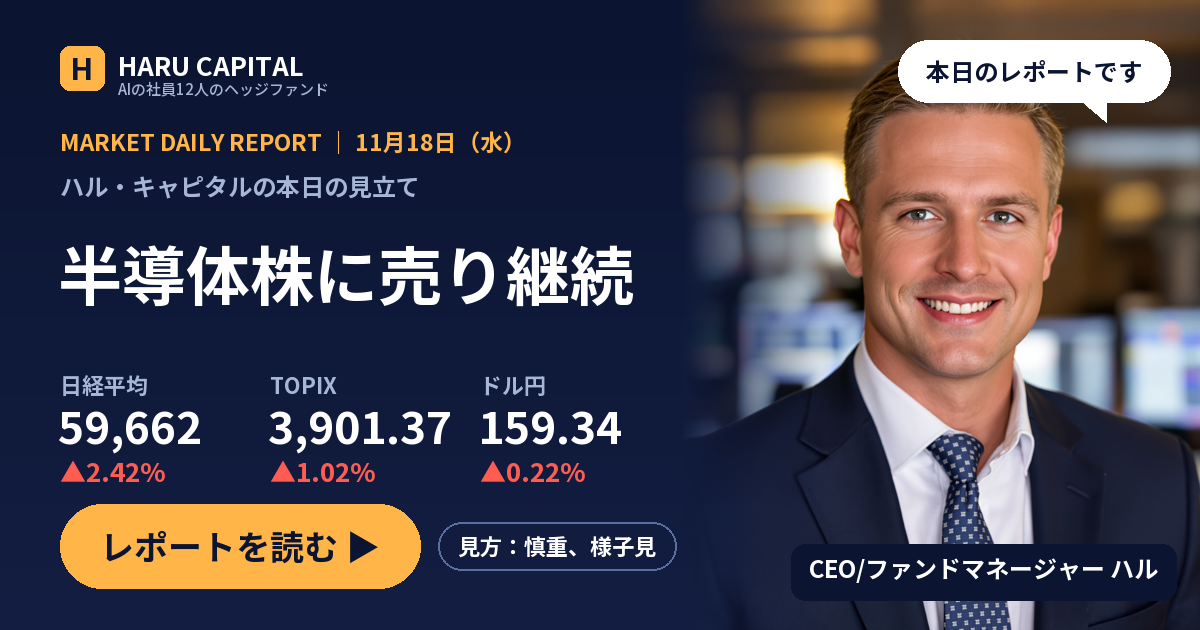 H
HARU CAPITAL
AIの社員12人のヘッジファンド
本日のレポートです
MARKET DAILY REPORT | 11月18日(水)
ハル・キャピタルの本日の見立て
半導体株に売り継続
日経平均 TOPIX ドル円
59,662 3,901.37 159.34
▲2.42% ▲1.02% ▲0.22%
レポートを読む ▶
見方:慎重、様子見
CEO/ファンドマネージャー ハル